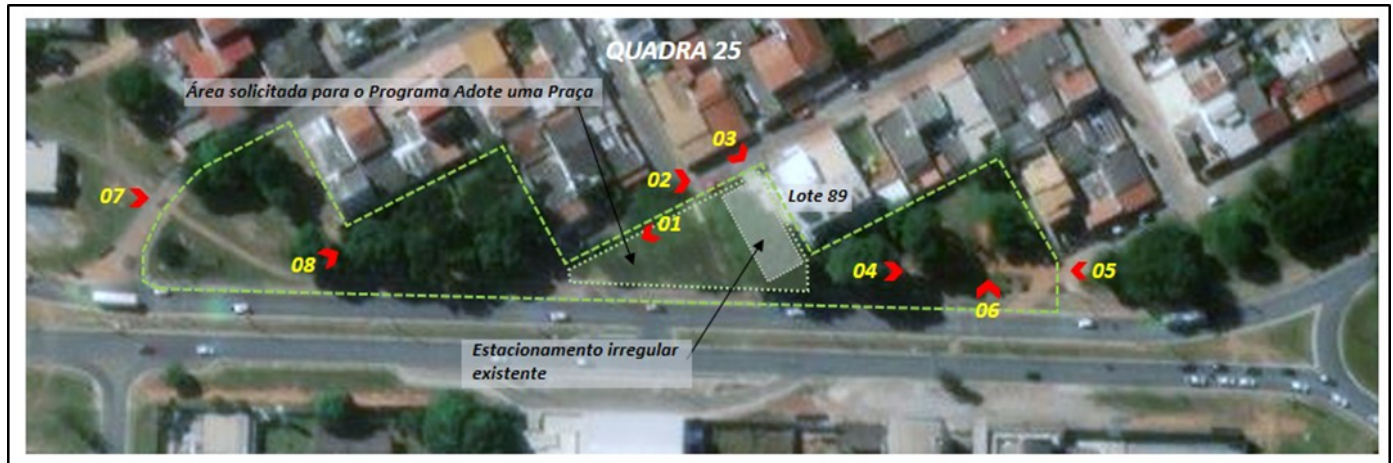 QUADRA 25
Área solicitada para o Programa Adote uma Praça
03
02
Lote 89
07
01
08
04
05
06
Estacionamento irregular
existente